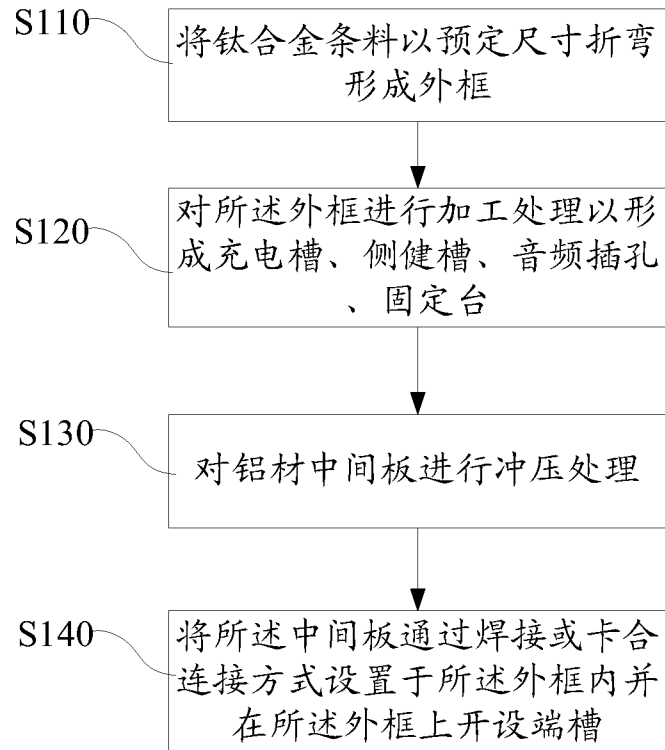 S110
将钛合金条料以预定尺寸折弯
形成外框
S120
对所述外框进行加工处理以形
成充电槽、侧健槽、音频插孔
、固定台
S130
对铝材中间板进行冲压处理
S140
将所述中间板通过焊接或卡合
连接方式设置于所述外框内并
在所述外框上开设端槽